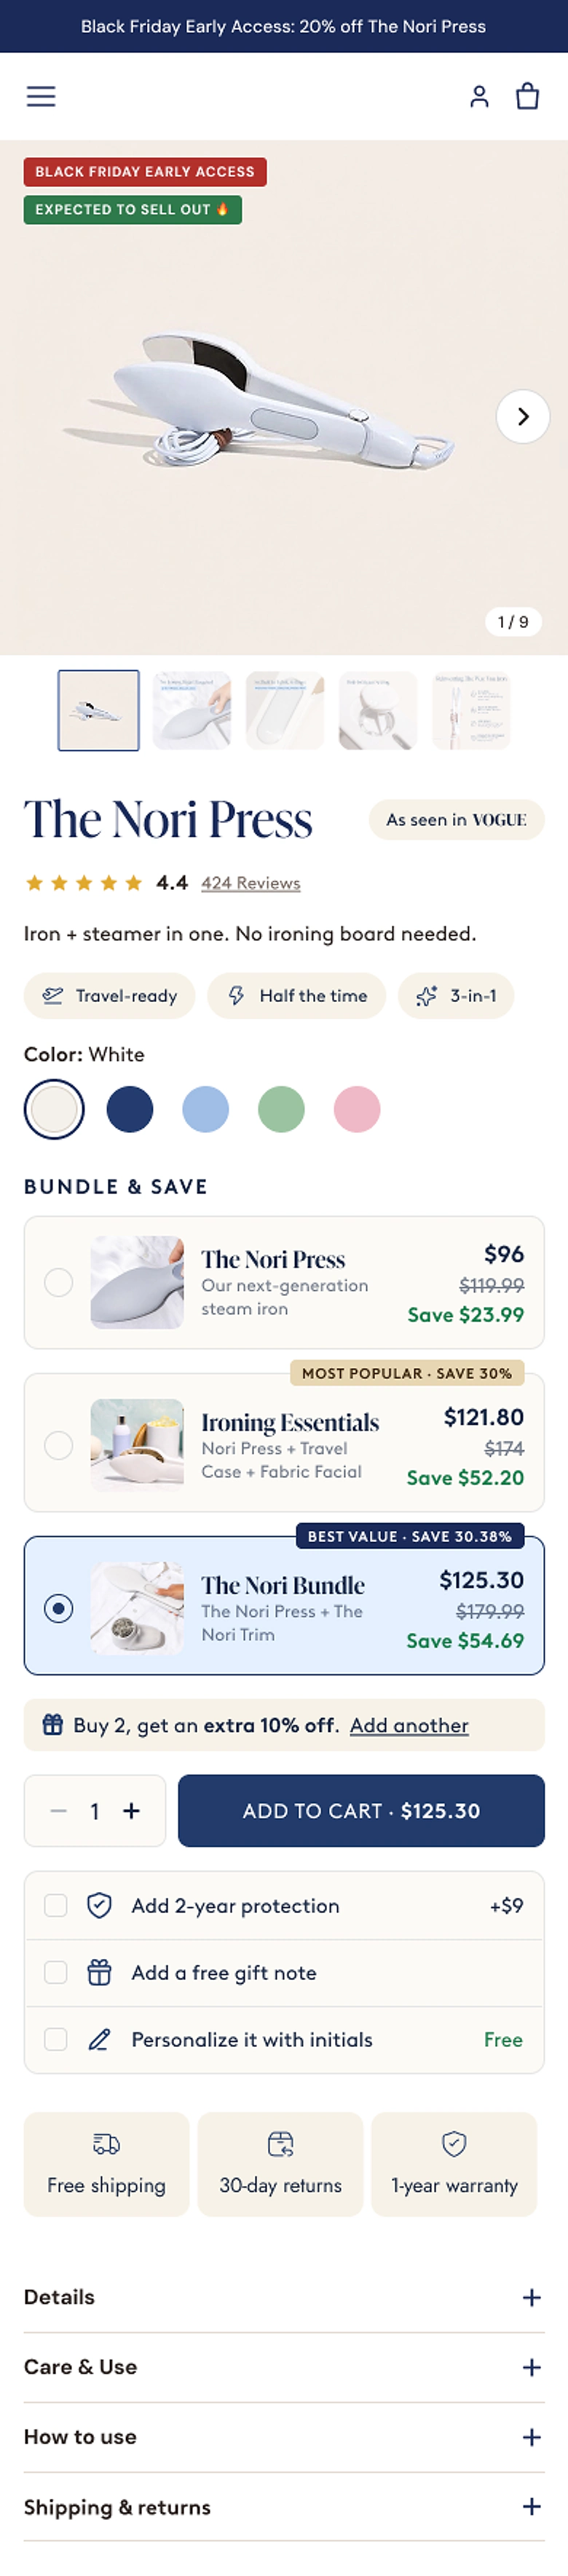 Black Friday Early Access: 20% off The Nori Press
BLACK FRIDAY EARLY ACCESS
EXPECTED TO SELL OUT 🔥
1 / 9
The Nori Press
As seen in VOGUE
4.4 424 Reviews
Iron + steamer in one. No ironing board needed.
Travel-ready
Half the time
3-in-1
Color: White
BUNDLE & SAVE
The Nori Press
Our next-generation
steam iron
$96
$119.99
Save $23.99
MOST POPULAR · SAVE 30%
Ironing Essentials
Nori Press + Travel
Case + Fabric Facial
$121.80
$174
Save $52.20
BEST VALUE · SAVE 30.38%
The Nori Bundle
The Nori Press + The
Nori Trim
$125.30
$179.99
Save $54.69
Buy 2, get an extra 10% off. Add another
1
ADD TO CART · $125.30
Add 2-year protection +$9
Add a free gift note
Personalize it with initials Free
Free shipping
30-day returns
1-year warranty
Details
Care & Use
How to use
Shipping & returns